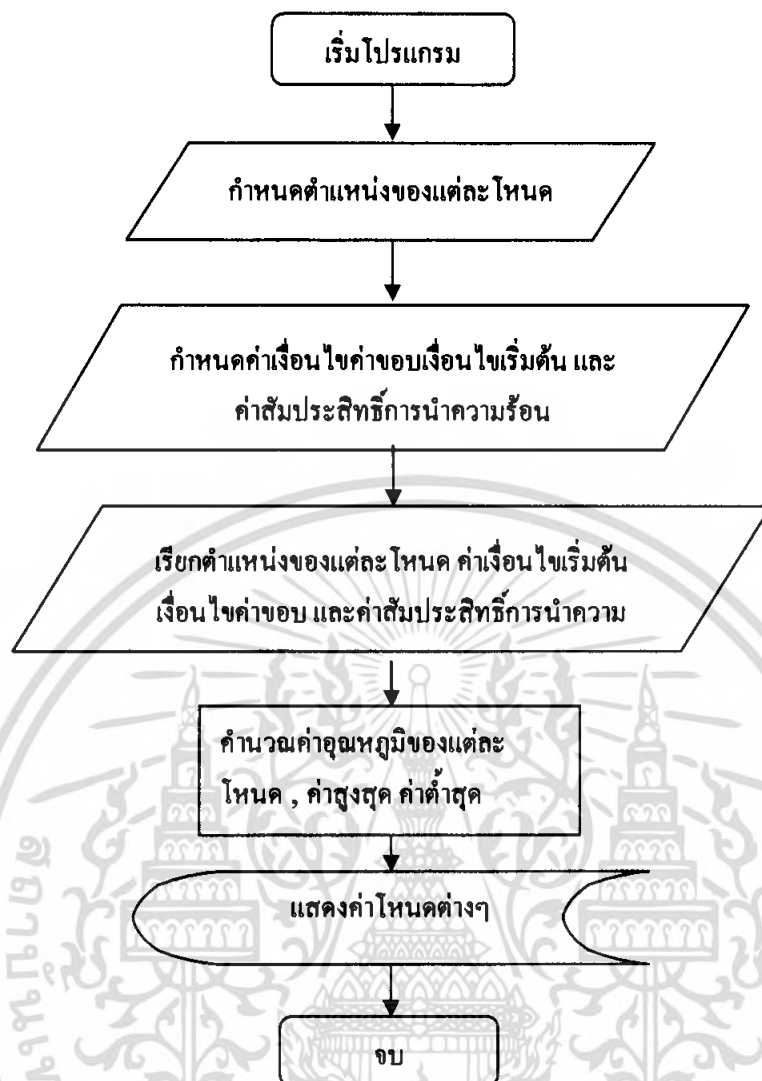 เริ่มโปรแกรม
กำหนดตำแหน่งของแต่ละโหนด
กำหนดค่าเงื่อนไขค่าขอบเงื่อนไขเริ่มต้น และ
ค่าสัมประสิทธิ์การนำความร้อน
เรียกตำแหน่งของแต่ละโหนด ค่าเงื่อนไขเริ่มต้น
เงื่อนไขค่าขอบ และค่าสัมประสิทธิ์การนำความ
คำนวณค่าอุณหภูมิของแต่ละ
โหนด , ค่าสูงสุด ค่าต่ำสุด
แสดงค่าโหนดต่างๆ
จบ